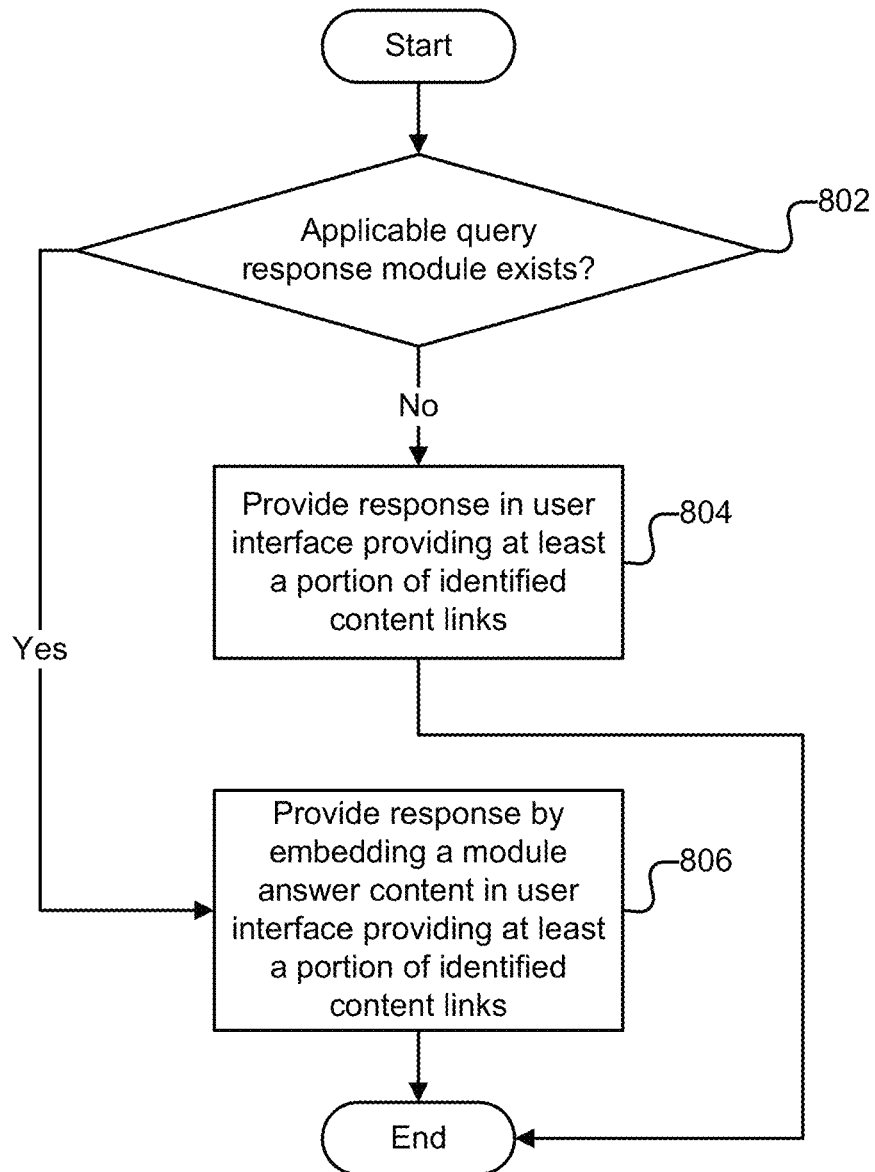 Start
Applicable query
response module exists?
802
No
Provide response in user
interface providing at least
a portion of identified
content links
804
Yes
Provide response by
embedding a module
answer content in user
interface providing at least
a portion of identified
content links
806
End